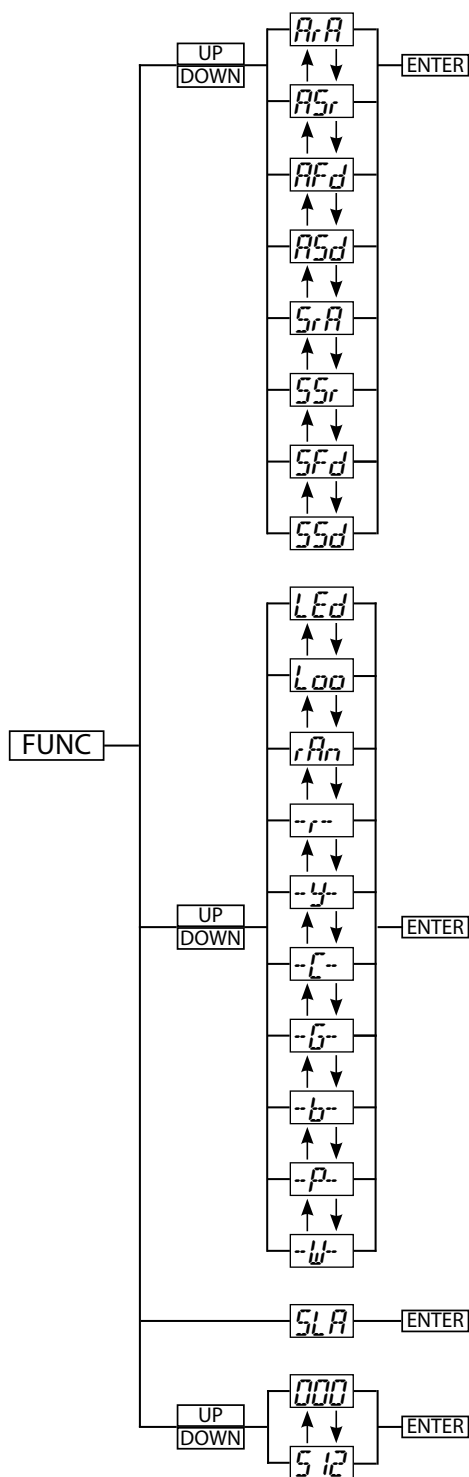 UP
DOWN
ArA
ENTER
ASr
AFd
ASd
SrA
SSr
SFd
SSd
LEd
Loo
rAn
FUNC
-r-
-y-
UP
DOWN
ENTER
-C-
-G-
-b-
-P-
-W-
SLA
ENTER
000
UP
DOWN
ENTER
512